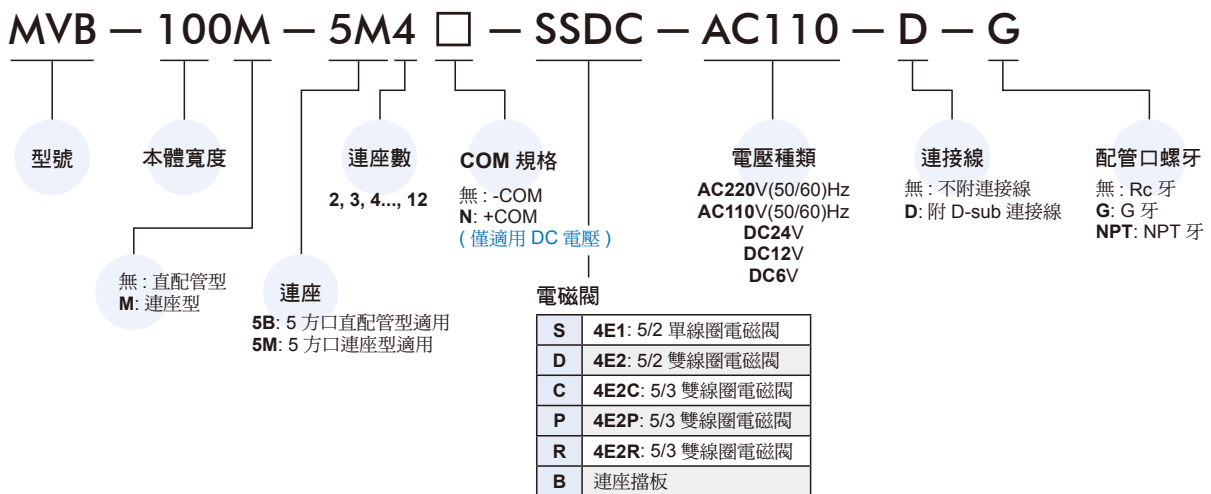 MVB — 100M — 5M4 □ — SSDC — AC110 — D — G
型號
本體寬度
無 : 直配管型
M: 連座型
連座
5B: 5 方口直配管型適用
5M: 5 方口連座型適用
連座數
2, 3, 4..., 12
COM 規格
無 : -COM
N: +COM
( 僅適用 DC 電壓 )
電磁閥
S 4E1: 5/2 單線圈電磁閥
D 4E2: 5/2 雙線圈電磁閥
C 4E2C: 5/3 雙線圈電磁閥
P 4E2P: 5/3 雙線圈電磁閥
R 4E2R: 5/3 雙線圈電磁閥
B 連座擋板
電壓種類
AC220V(50/60)Hz
AC110V(50/60)Hz
DC24V
DC12V
DC6V
連接線
無 : 不附連接線
D: 附 D-sub 連接線
配管口螺牙
無 : Rc 牙
G: G 牙
NPT: NPT 牙